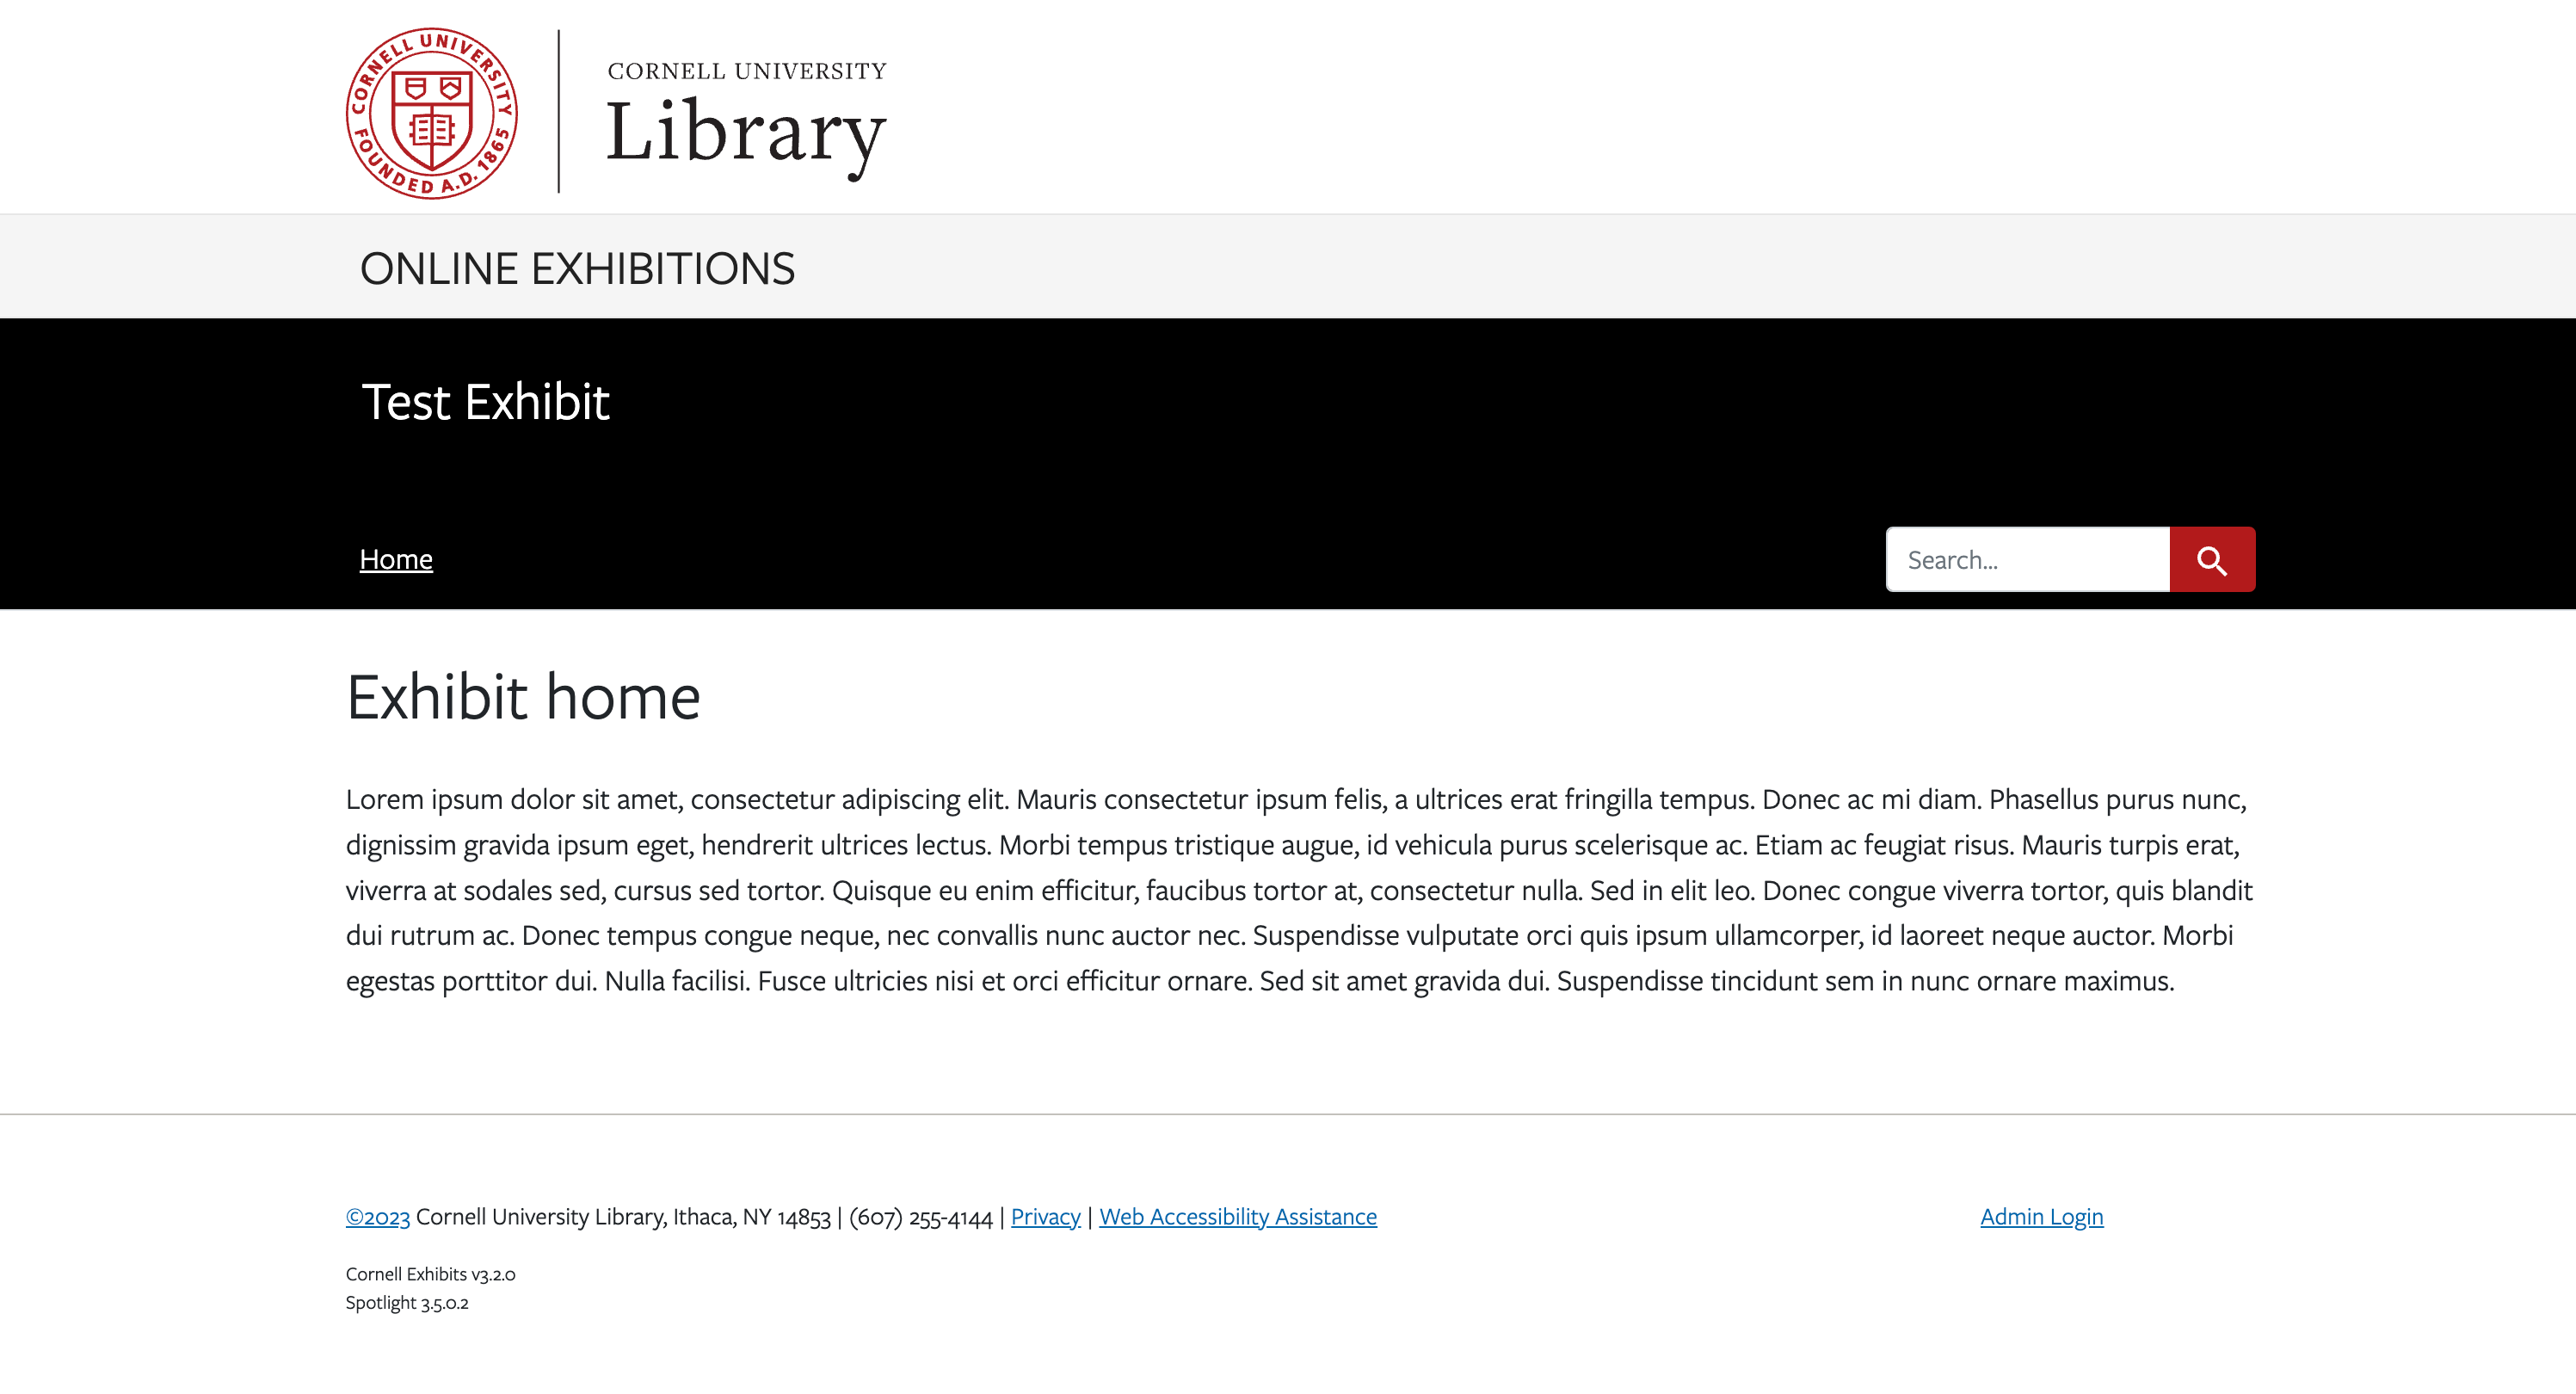 CORNELL UNIVERSITY
FOUNDED A.D. 1865
CORNELL UNIVERSITY
Library
ONLINE EXHIBITIONS
Test Exhibit
Home
Search...
Exhibit home
Lorem ipsum dolor sit amet, consectetur adipiscing elit. Mauris consectetur ipsum felis, a ultrices erat fringilla tempus. Donec ac mi diam. Phasellus purus nunc,
dignissim gravida ipsum eget, hendrerit ultrices lectus. Morbi tempus tristique augue, id vehicula purus scelerisque ac. Etiam ac feugiat risus. Mauris turpis erat,
viverra at sodales sed, cursus sed tortor. Quisque eu enim efficitur, faucibus tortor at, consectetur nulla. Sed in elit leo. Donec congue viverra tortor, quis blandit
dui rutrum ac. Donec tempus congue neque, nec convallis nunc auctor nec. Suspendisse vulputate orci quis ipsum ullamcorper, id laoreet neque auctor. Morbi
egestas porttitor dui. Nulla facilisi. Fusce ultricies nisi et orci efficitur ornare. Sed sit amet gravida dui. Suspendisse tincidunt sem in nunc ornare maximus.
©2023 Cornell University Library, Ithaca, NY 14853 | (607) 255-4144 | Privacy | Web Accessibility Assistance
Admin Login
Cornell Exhibits v3.2.0
Spotlight 3.5.0.2